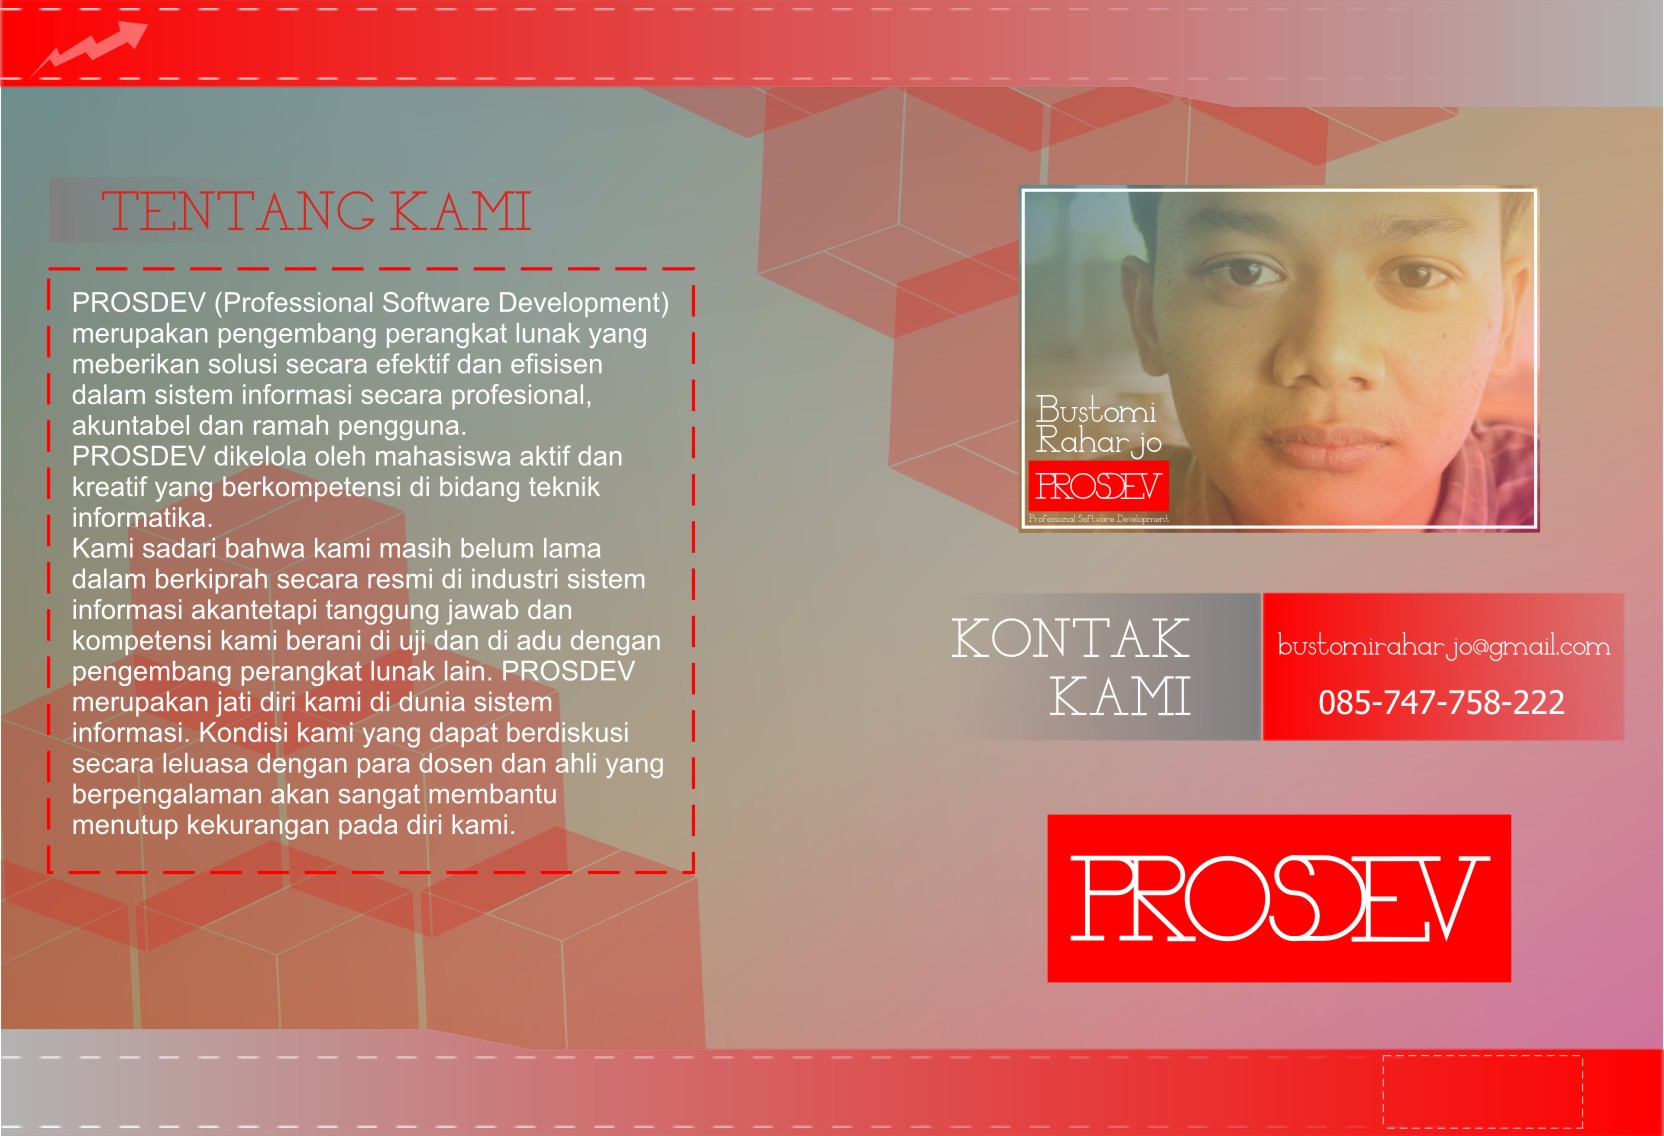 TENTANG KAMI
PROSDEV (Professional Software Development)
merupakan pengembang perangkat lunak yang
meberikan solusi secara efektif dan efisisen
dalam sistem informasi secara profesional,
akuntabel dan ramah pengguna.
PROSDEV dikelola oleh mahasiswa aktif dan
kreatif yang berkompetensi di bidang teknik
informatika.
Kami sadari bahwa kami masih belum lama
dalam berkiprah secara resmi di industri sistem
informasi akantetapi tanggung jawab dan
kompetensi kami berani di uji dan di adu dengan
pengembang perangkat lunak lain. PROSDEV
merupakan jati diri kami di dunia sistem
informasi. Kondisi kami yang dapat berdiskusi
secara leluasa dengan para dosen dan ahli yang
berpengalaman akan sangat membantu
menutup kekurangan pada diri kami.
Bustomi
Raharjo
PROSDEV
Professional Software Development
KONTAK
KAMI
bustomiraharjo@gmail.com
085-747-758-222
PROSDEV